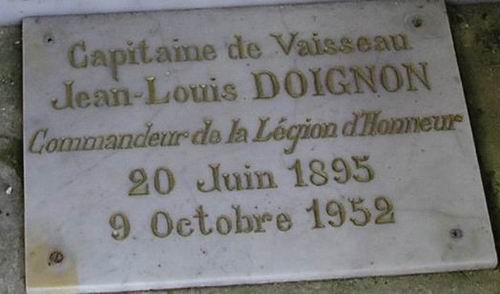 Capitaine de Vaisseau
Jean-Louis DOIGNON
Commandeur de la Légion d'Honneur
20 Juin 1895
9 Octobre 1952